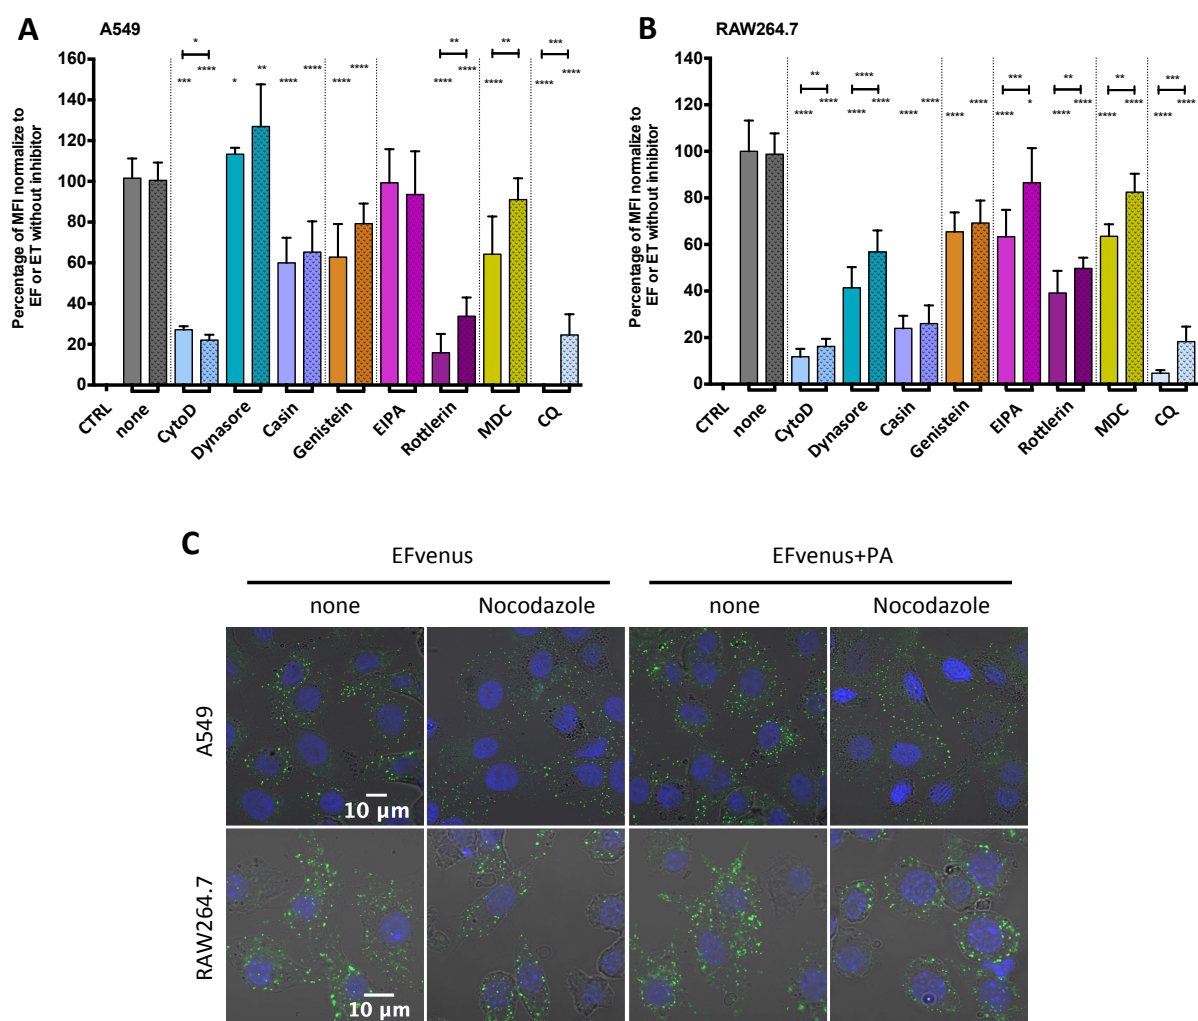 A
A549
Percentage of MFI normalize to
EF or ET without inhibitor
160
140
120
100
80
60
40
20
0
* ** ** ***
*** **** * ** **** **** **** **** **** **** **** **** **** ****
CTRL none CytoD Dynasore Casin Genistein EIPA Rottlerin MDC CQ
B
RAW264.7
Percentage of MFI normalize to
EF or ET without inhibitor
140
120
100
80
60
40
20
0
** **** *** ** ** ***
**** **** **** **** **** **** **** **** **** * **** **** **** **** **** ****
CTRL none CytoD Dynasore Casin Genistein EIPA Rottlerin MDC CQ
C
EFvenus EFvenus+PA
none Nocodazole none Nocodazole
A549
10 μm
RAW264.7
10 μm